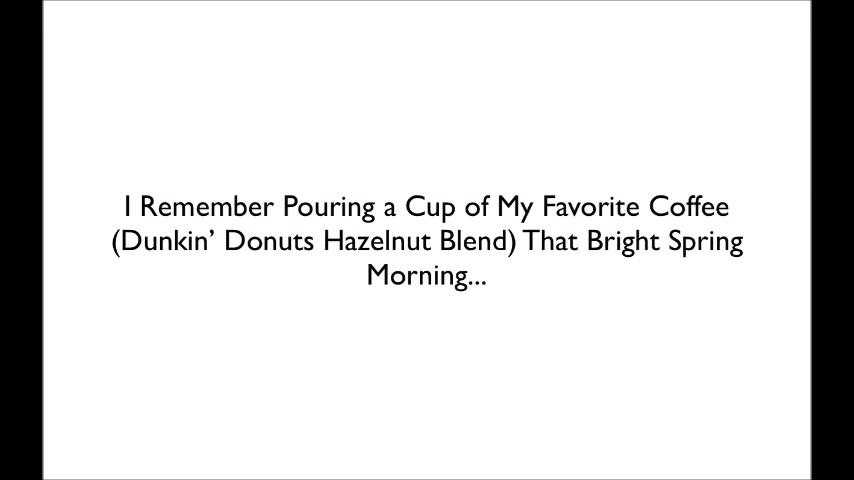 I Remember Pouring a Cup of My Favorite Coffee
(Dunkin’ Donuts Hazelnut Blend) That Bright Spring
Morning...